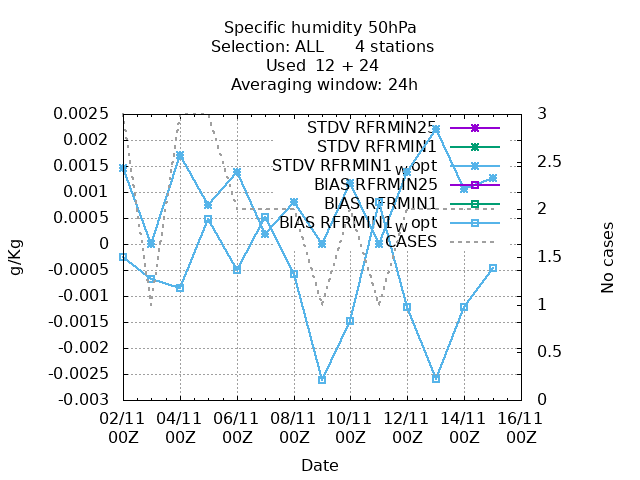 Specific humidity 50hPa
Selection: ALL 4 stations
Used 12 + 24
Averaging window: 24h
g/Kg
0.0025
0.002
0.0015
0.001
0.0005
0
-0.0005
-0.001
-0.0015
-0.002
-0.0025
-0.003
STDV RFRMIN25
STDV RFRMIN1
STDV RFRMIN1w opt
BIAS RFRMIN25
BIAS RFRMIN1
BIAS RFRMIN1w opt
CASES
3
2.5
2
1.5
1
0.5
0
No cases
02/11 04/11 06/11 08/11 10/11 12/11 14/11 16/11
00Z 00Z 00Z 00Z 00Z 00Z 00Z 00Z
Date